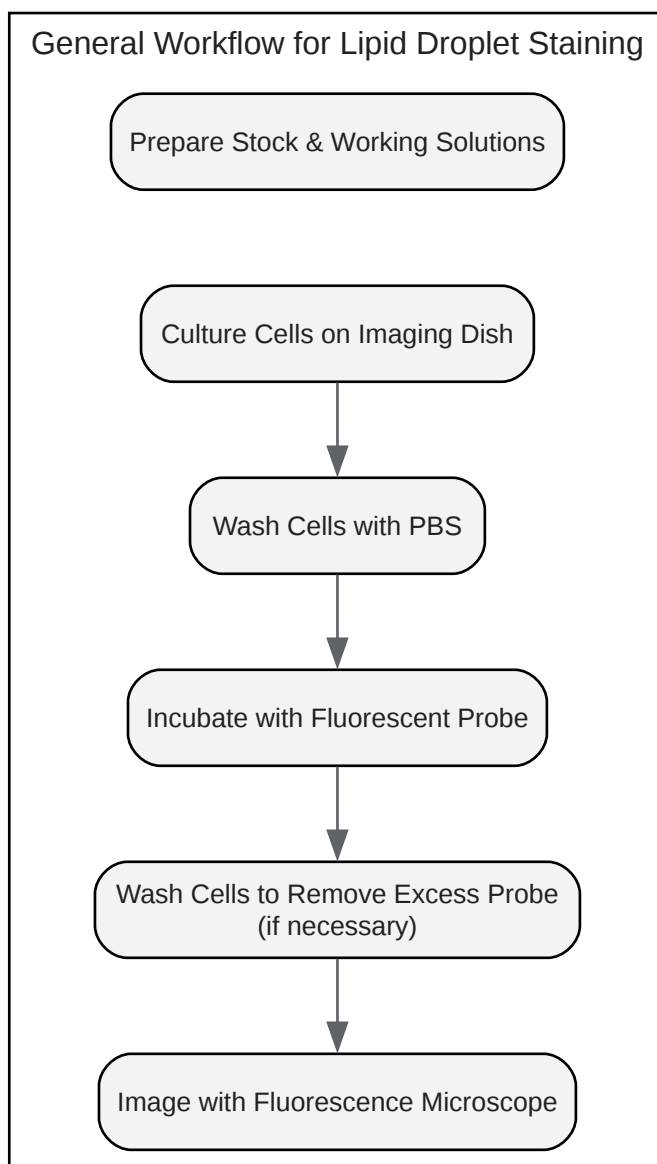 General Workflow for Lipid Droplet Staining
Prepare Stock & Working Solutions
Culture Cells on Imaging Dish
Wash Cells with PBS
Incubate with Fluorescent Probe
Wash Cells to Remove Excess Probe
(if necessary)
Image with Fluorescence Microscope